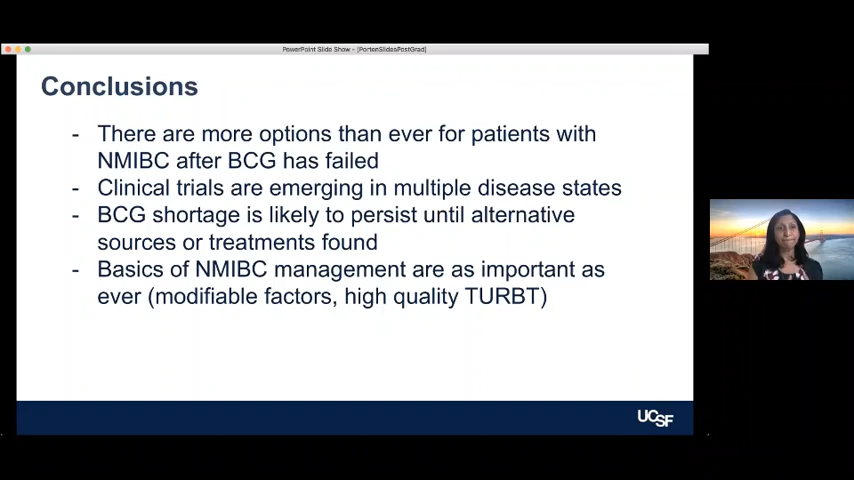 PowerPoint Slide Show - [PortenSlidesPostGrad]
Conclusions
- There are more options than ever for patients with
NMIBC after BCG has failed
- Clinical trials are emerging in multiple disease states
- BCG shortage is likely to persist until alternative
sources or treatments found
- Basics of NMIBC management are as important as
ever (modifiable factors, high quality TURBT)
UCSF